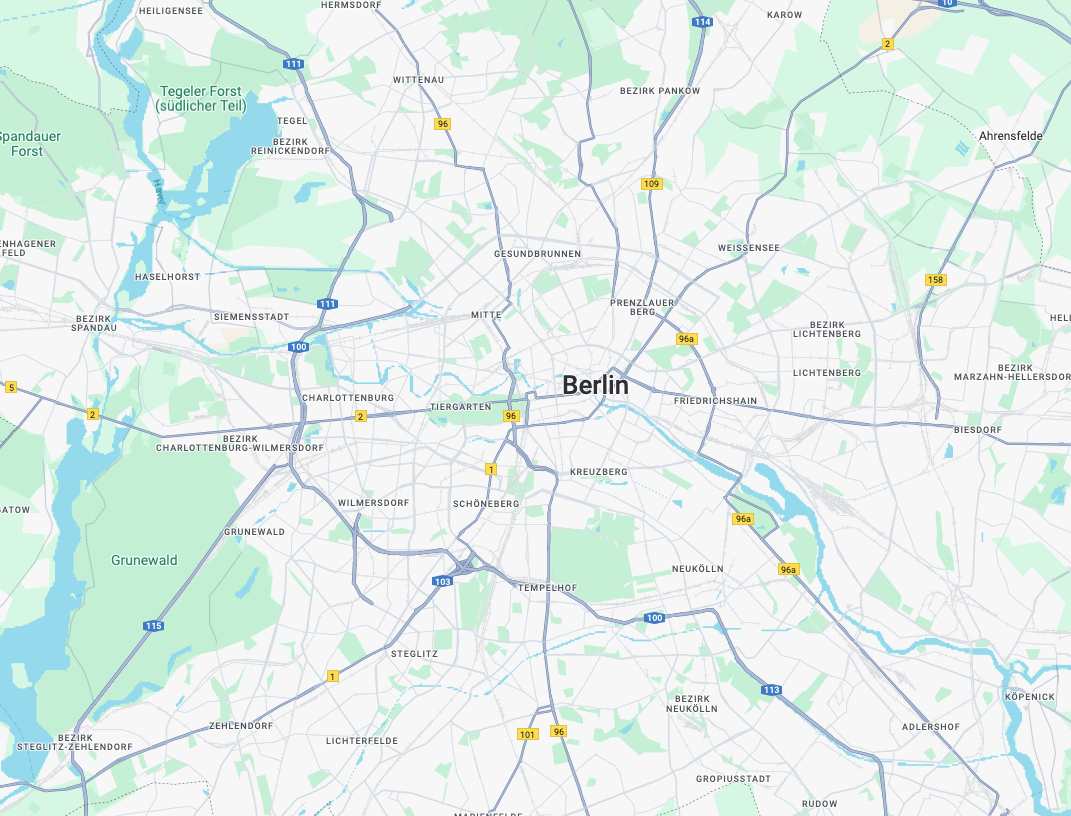 HERMSDORF
HEILIGENSEE
10
KAROW
114
2
111
WITTENAU
BEZIRK PANKOW
Tegeler Forst
(südlicher Teil)
TEGEL
96
Ahrensfelde
Spandauer
Forst
BEZIRK
REINICKENDORF
109
Havel
WEISSENSEE
GESUNDBRUNNEN
HASELHORST
158
111
PRENZLAUER
BERG
SIEMENSSTADT
MITTE
BEZIRK
SPANDAU
BEZIRK
LICHTENBERG
96a
100
LICHTENBERG
BEZIRK
MARZAHN-HELLERSDORF
Berlin
5
CHARLOTTENBURG
FRIEDRICHSHAIN
TIERGARTEN
2
2
96
BIESDORF
BEZIRK
CHARLOTTENBURG-WILMERSDORF
1
KREUZBERG
WILMERSDORF
SCHÖNEBERG
96a
GRUNEWALD
Grunewald
NEUKÖLLN
96a
103
TEMPELHOF
115
100
STEGLITZ
1
113
KÖPENICK
BEZIRK
NEUKÖLLN
ZEHLENDORF
ADLERSHOF
101
96
BEZIRK
STEGLITZ-ZEHLENDORF
LICHTERFELDE
GROPIUSSTADT
RUDOW